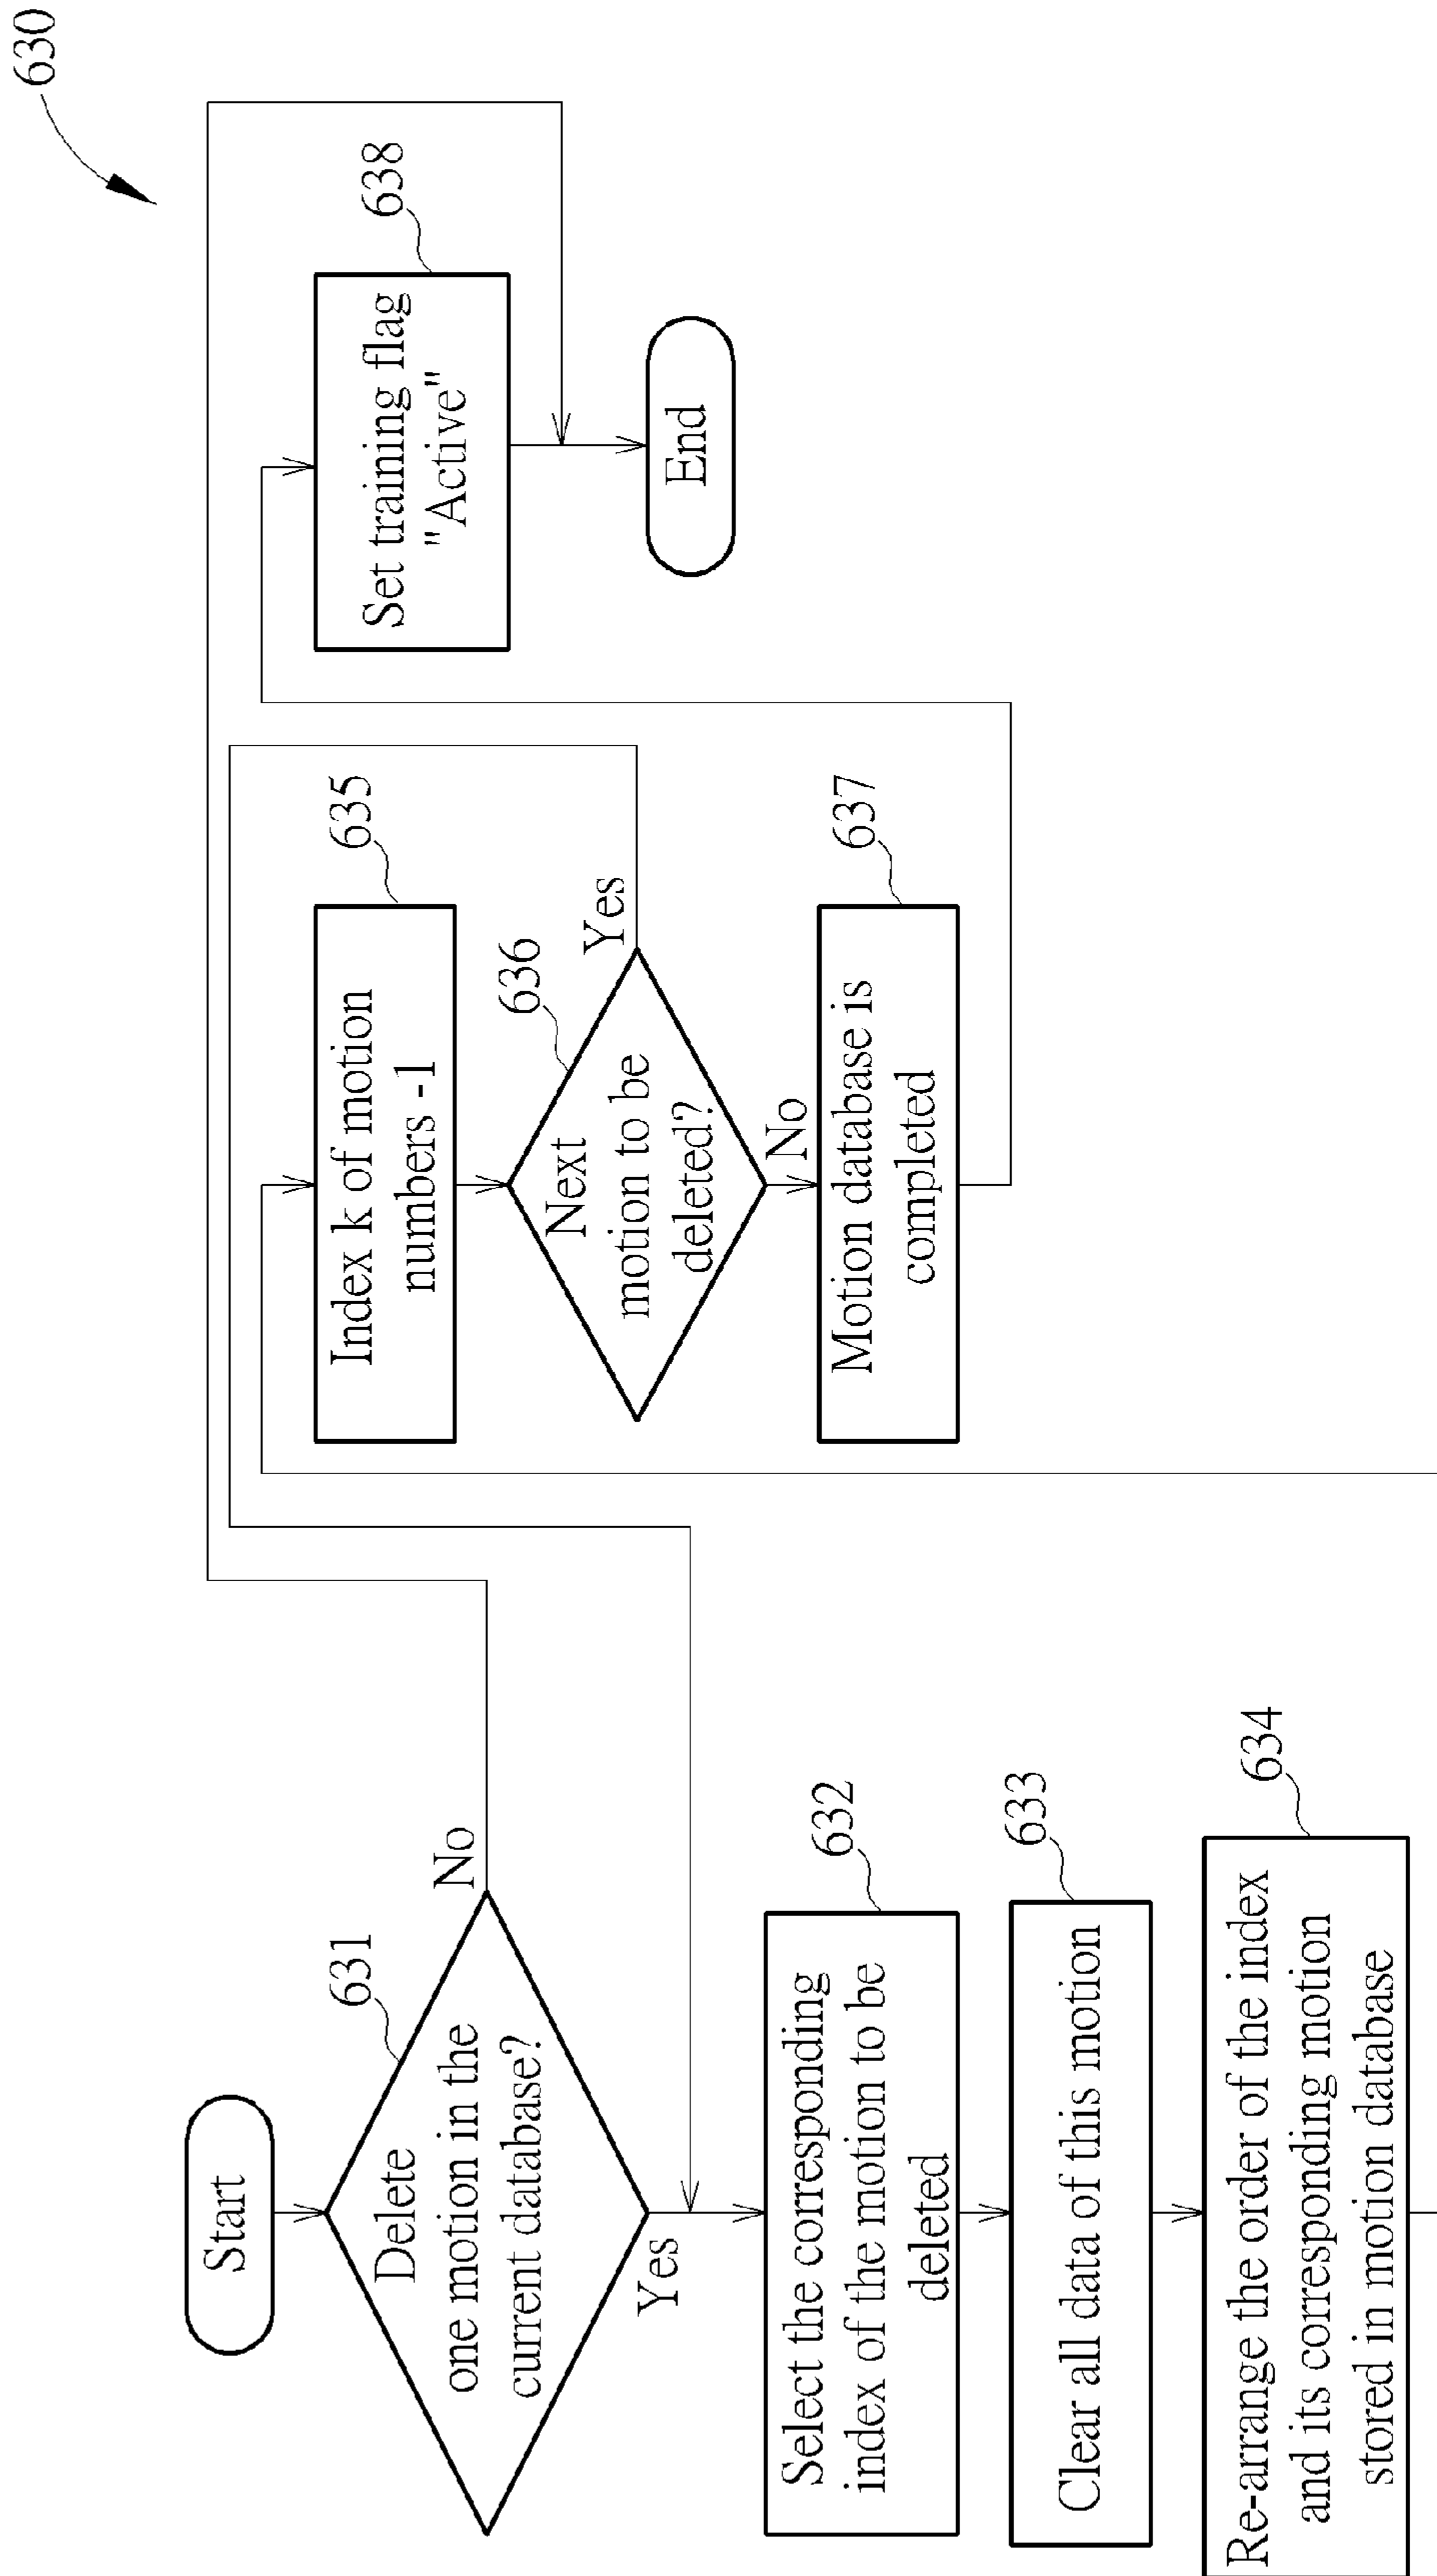 630
Start
631
Delete
one motion in the
current database?
No
Yes
632
Select the corresponding
index of the motion to be
deleted
633
Clear all data of this motion
634
Re-arrange the order of the index
and its corresponding motion
stored in motion database
635
Index k of motion
numbers -1
636
Next
motion to be
deleted?
Yes
No
637
Motion database is
completed
638
Set training flag
"Active"
End